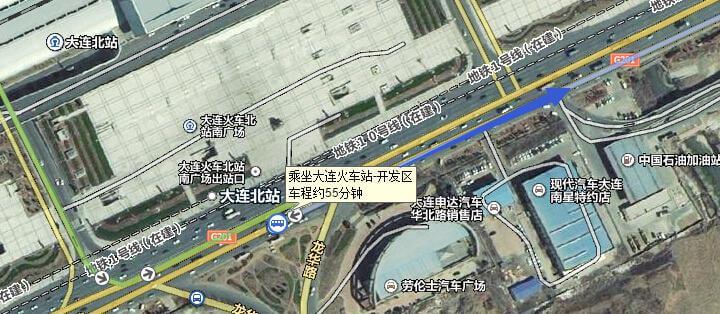 大连北站
地铁1号线（在建）
G201
大连火车北
站南广场
地铁10号线（在建）
中国石油加油站
大连火车北站
南广场出站口
乘坐大连火车站-开发区
车程约55分钟
大连北站
现代汽车大连
南星特约店
大连申达汽车
华北路销售店
G201
龙华路
地铁1号线（在建）
劳伦士汽车广场
龙华
在建）